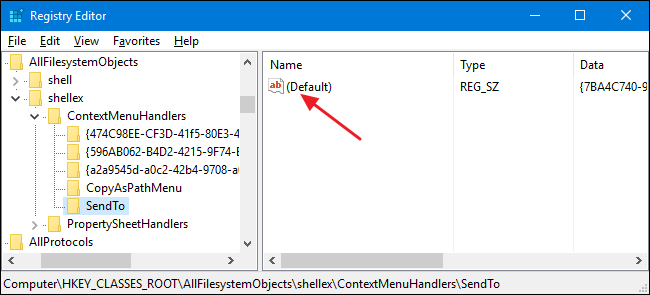 Registry Editor
File Edit View Favorites Help
AllFilesystemObjects
shell
shellex
ContextMenuHandlers
{474C98EE-CF3D-41f5-80E3-4
{596AB062-B4D2-4215-9F74-E
{a2a9545d-a0c2-42b4-9708-a
CopyAsPathMenu
SendTo
PropertySheetHandlers
AllProtocols
Name Type Data
ab (Default) REG_SZ {7BA4C740-9
Computer\HKEY_CLASSES_ROOT\AllFilesystemObjects\shellex\ContextMenuHandlers\SendTo